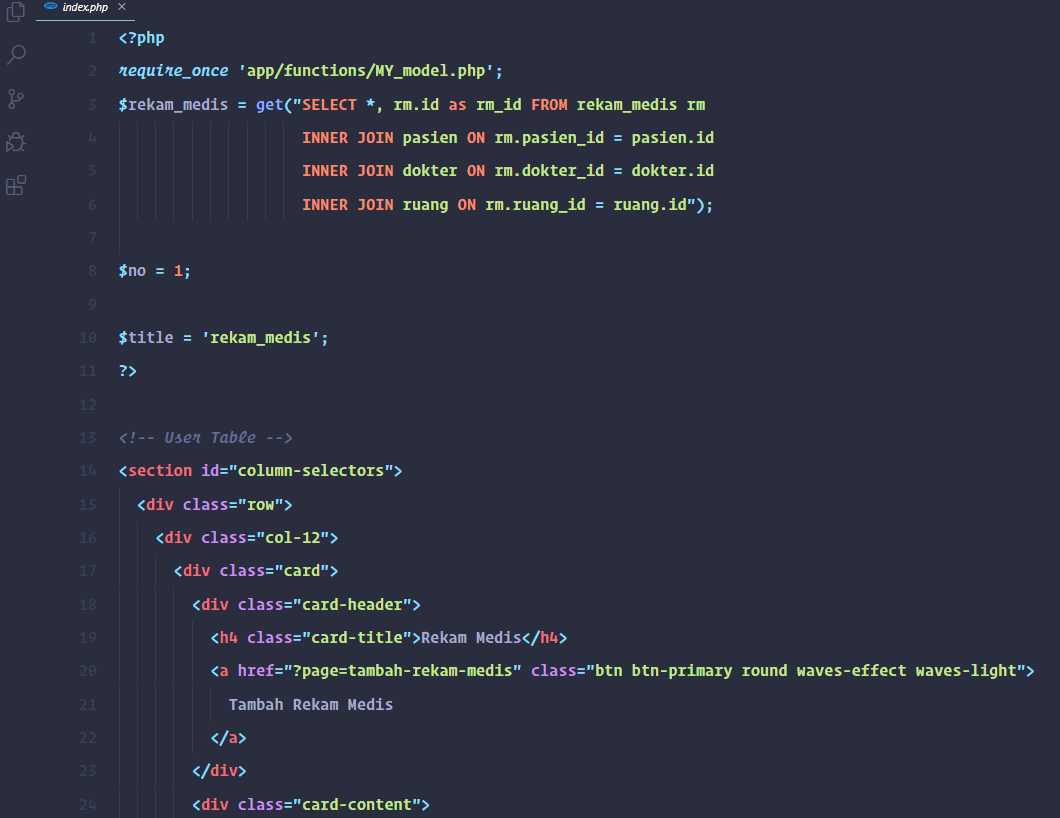 index.php ×
1 <?php
2 require_once 'app/functions/MY_model.php';
3 $rekam_medis = get("SELECT *, rm.id as rm_id FROM rekam_medis rm
4 INNER JOIN pasien ON rm.pasien_id = pasien.id
5 INNER JOIN dokter ON rm.dokter_id = dokter.id
6 INNER JOIN ruang ON rm.ruang_id = ruang.id");
7
8 $no = 1;
9
10 $title = 'rekam_medis';
11 ?>
12
13 <!-- User Table -->
14 <section id="column-selectors">
15 <div class="row">
16 <div class="col-12">
17 <div class="card">
18 <div class="card-header">
19 <h4 class="card-title">Rekam Medis</h4>
20 <a href="?page=tambah-rekam-medis" class="btn btn-primary round waves-effect waves-light">
21 Tambah Rekam Medis
22 </a>
23 </div>
24 <div class="card-content">